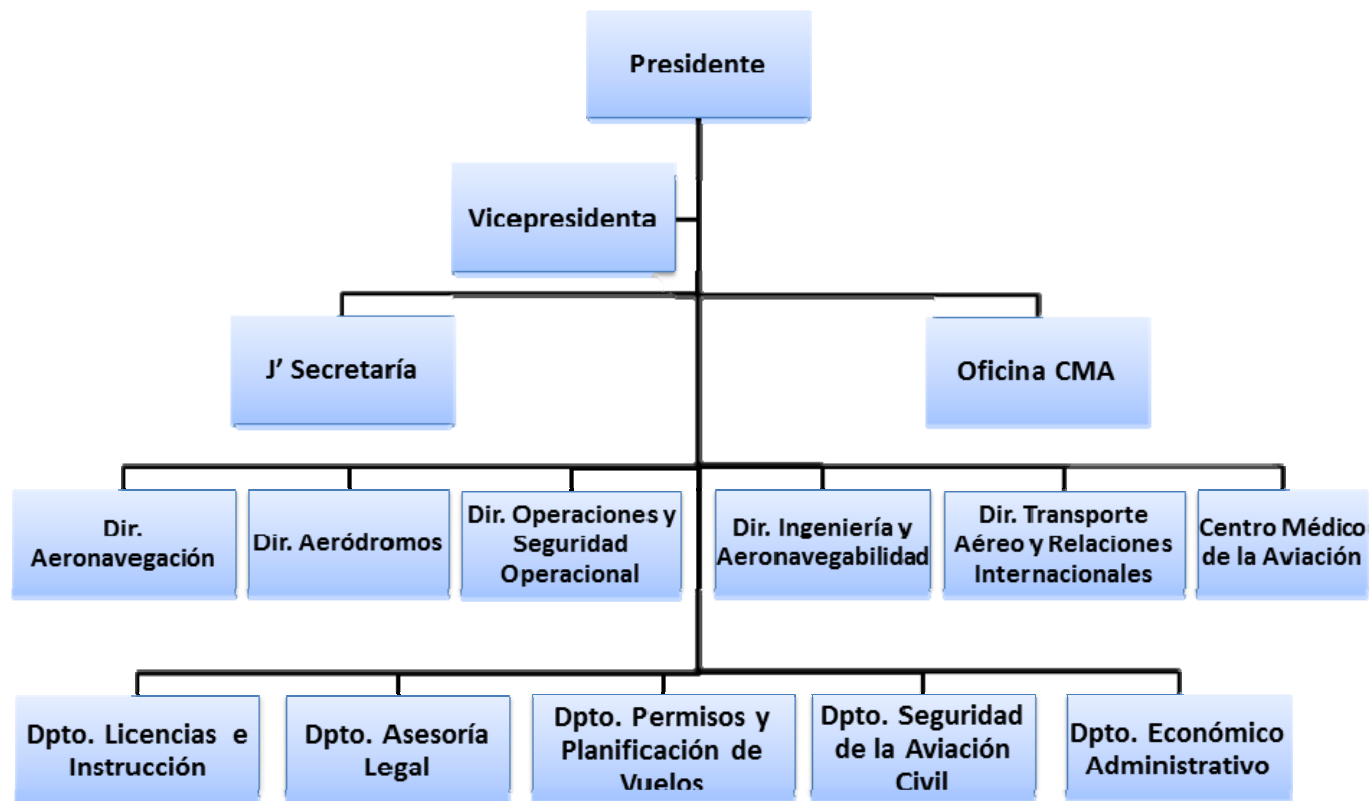 Presidente
Vicepresidenta
J’ Secretaría
Oficina CMA
Dir.
Aeronavegación
Dir. Aeródromos
Dir. Operaciones y
Seguridad
Operacional
Dir. Ingeniería y
Aeronavegabilidad
Dir. Transporte
Aéreo y Relaciones
Internacionales
Centro Médico
de la Aviación
Dpto. Licencias e
Instrucción
Dpto. Asesoría
Legal
Dpto. Permisos y
Planificación de
Vuelos
Dpto. Seguridad
de la Aviación
Civil
Dpto. Económico
Administrativo